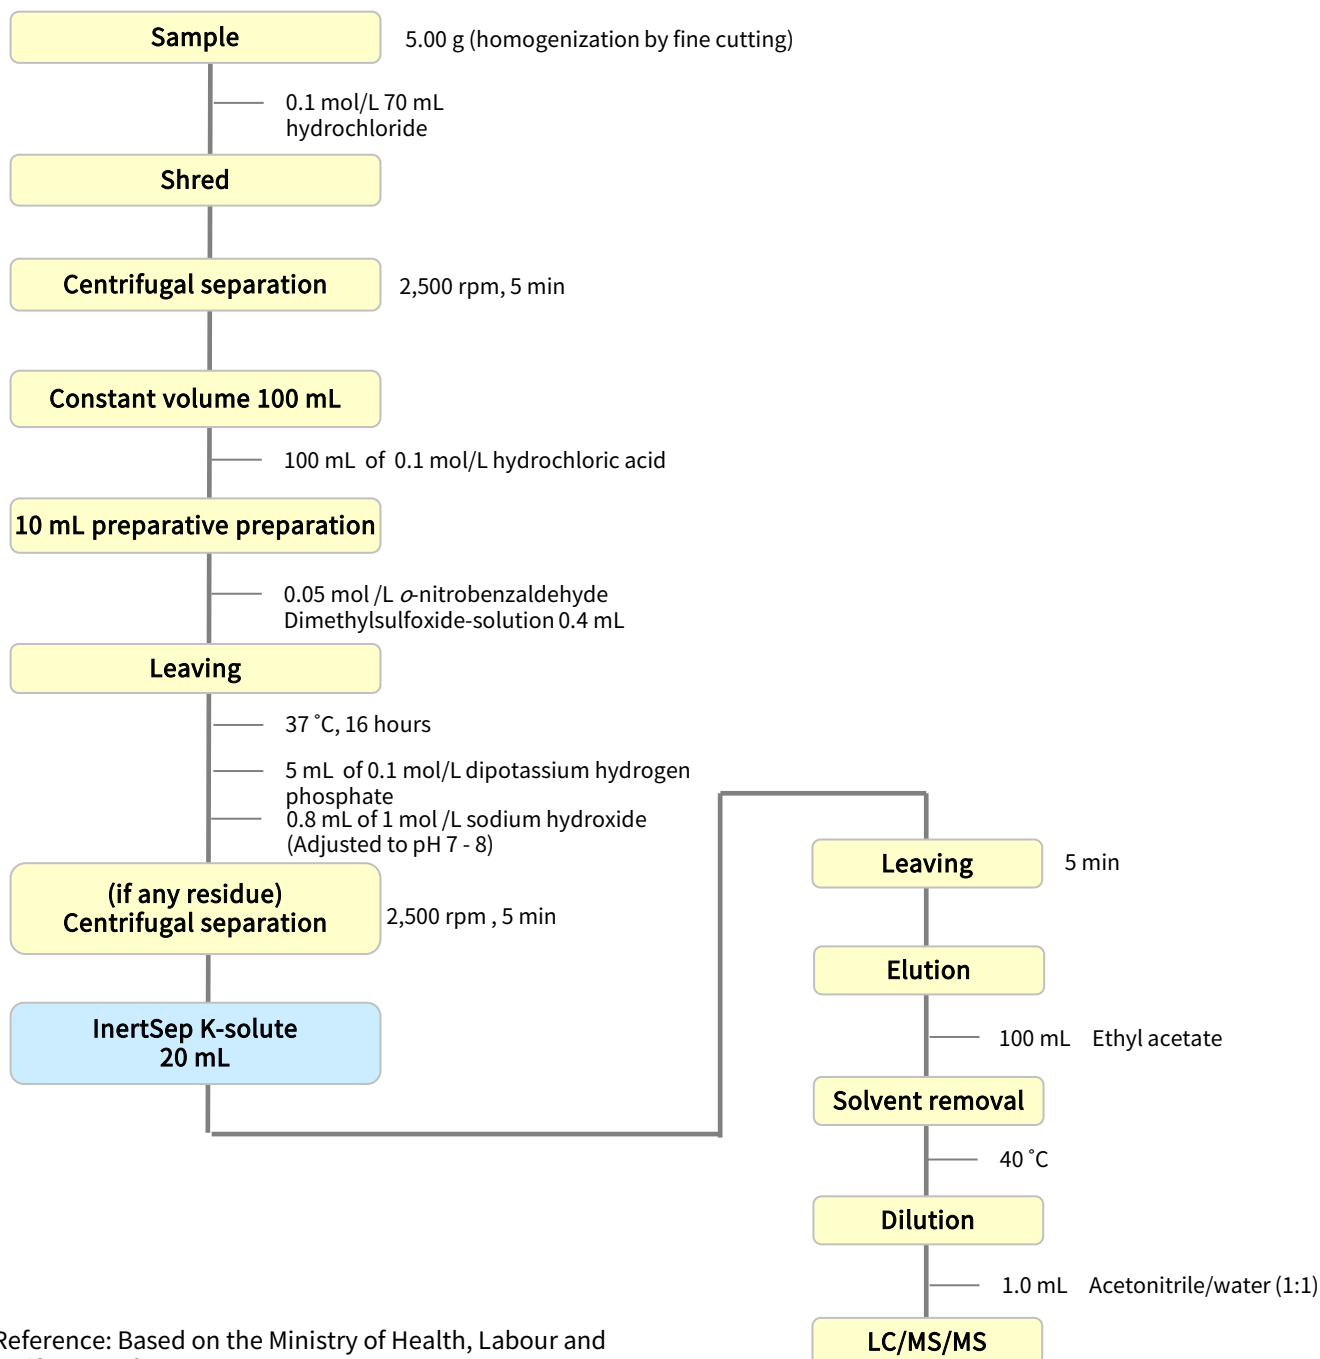 Sample
5.00 g (homogenization by fine cutting)
0.1 mol/L 70 mL
hydrochloride
Shred
Centrifugal separation
2,500 rpm, 5 min
Constant volume 100 mL
100 mL of 0.1 mol/L hydrochloric acid
10 mL preparative preparation
0.05 mol /L o-nitrobenzaldehyde
Dimethylsulfoxide-solution 0.4 mL
Leaving
37 ˚C, 16 hours
5 mL of 0.1 mol/L dipotassium hydrogen
phosphate
0.8 mL of 1 mol /L sodium hydroxide
(Adjusted to pH 7 - 8)
(if any residue)
Centrifugal separation
2,500 rpm , 5 min
InertSep K-solute
20 mL
Leaving
5 min
Elution
100 mL Ethyl acetate
Solvent removal
40 ˚C
Dilution
1.0 mL Acetonitrile/water (1:1)
LC/MS/MS
Reference: Based on the Ministry of Health, Labour and